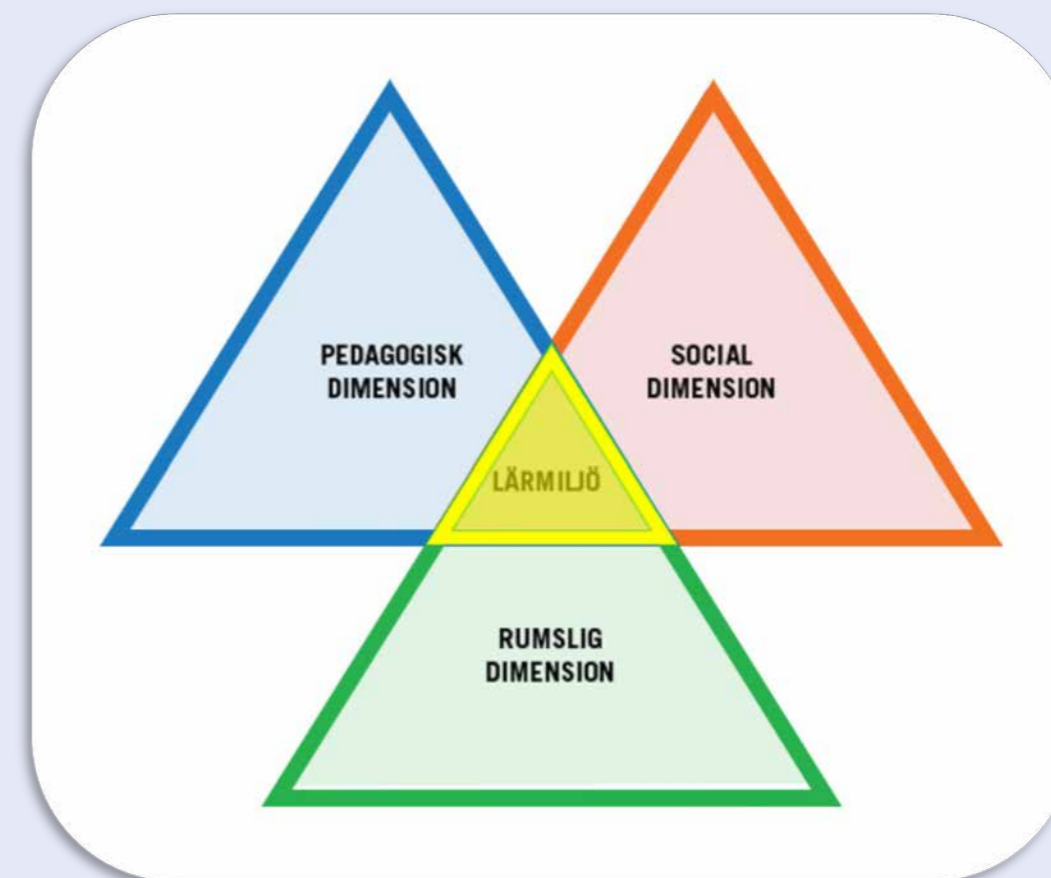 PEDAGOGISK
DIMENSION
SOCIAL
DIMENSION
LÄRMILJÖ
RUMSLIG
DIMENSION